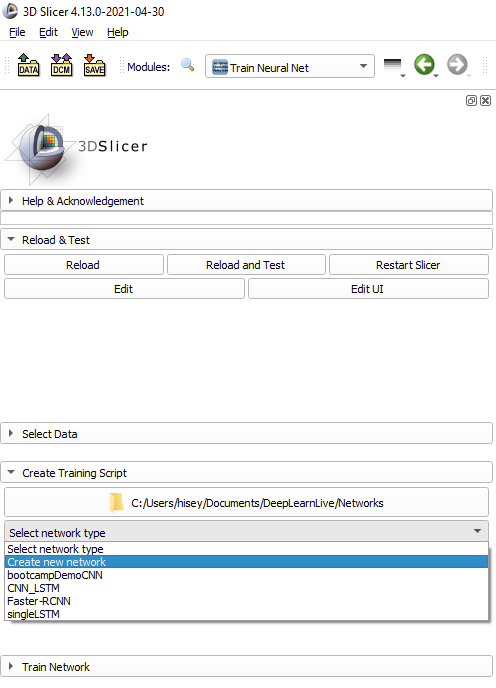 3D Slicer 4.13.0-2021-04-30
File Edit View Help
DATA DCM SAVE Modules: Train Neural Net
3DSlicer
Help & Acknowledgement
Reload & Test
Reload Reload and Test Restart Slicer
Edit Edit UI
Select Data
Create Training Script
C:/Users/hisey/Documents/DeepLearnLive/Networks
Select network type
Select network type
Create new network
bootcampDemoCNN
CNN_LSTM
Faster-RCNN
singleLSTM
Train Network